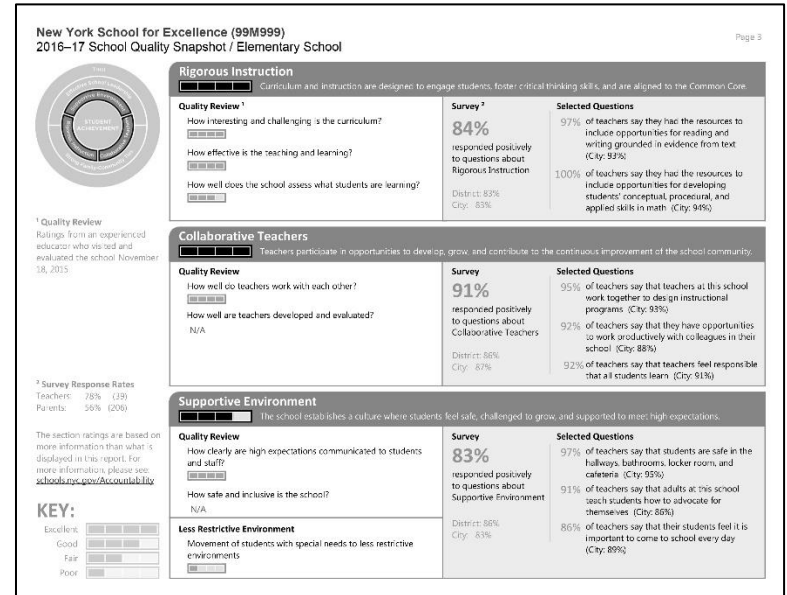 New York School for Excellence (99M999)
2016–17 School Quality Snapshot / Elementary School
Page 3
STUDENT
ACHIEVEMENT
¹ Quality Review
Ratings from an experienced
educator who visited and
evaluated the school November
18, 2015
² Survey Response Rates
Teachers: 78% (39)
Parents: 56% (206)
The section ratings are based on
more information than what is
displayed in this report. For
more information, please see:
schools.nyc.gov/Accountability
KEY:
Excellent
Good
Fair
Poor
Rigorous Instruction
Curriculum and instruction are designed to engage students, foster critical thinking skills, and are aligned to the Common Core.
Quality Review ¹
How interesting and challenging is the curriculum?
How effective is the teaching and learning?
How well does the school assess what students are learning?
Survey ²
84%
responded positively
to questions about
Rigorous Instruction
District: 83%
City: 83%
Selected Questions
97% of teachers say they had the resources to
include opportunities for reading and
writing grounded in evidence from text
(City: 93%)
100% of teachers say they had the resources to
include opportunities for developing
students' conceptual, procedural, and
applied skills in math (City: 94%)
Collaborative Teachers
Teachers participate in opportunities to develop, grow, and contribute to the continuous improvement of the school community.
Quality Review
How well do teachers work with each other?
How well are teachers developed and evaluated?
N/A
Survey
91%
responded positively
to questions about
Collaborative Teachers
District: 86%
City: 87%
Selected Questions
95% of teachers say that teachers at this school
work together to design instructional
programs (City: 93%)
92% of teachers say that they have opportunities
to work productively with colleagues in their
school (City: 88%)
92% of teachers say that teachers feel responsible
that all students learn (City: 91%)
Supportive Environment
The school establishes a culture where students feel safe, challenged to grow, and supported to meet high expectations.
Quality Review
How clearly are high expectations communicated to students
and staff?
How safe and inclusive is the school?
N/A
Less Restrictive Environment
Movement of students with special needs to less restrictive
environments
Survey
83%
responded positively
to questions about
Supportive Environment
District: 86%
City: 83%
Selected Questions
97% of teachers say that students are safe in the
hallways, bathrooms, locker room, and
cafeteria (City: 95%)
91% of teachers say that adults at this school
teach students how to advocate for
themselves (City: 86%)
86% of teachers say that their students feel it is
important to come to school every day
(City: 89%)